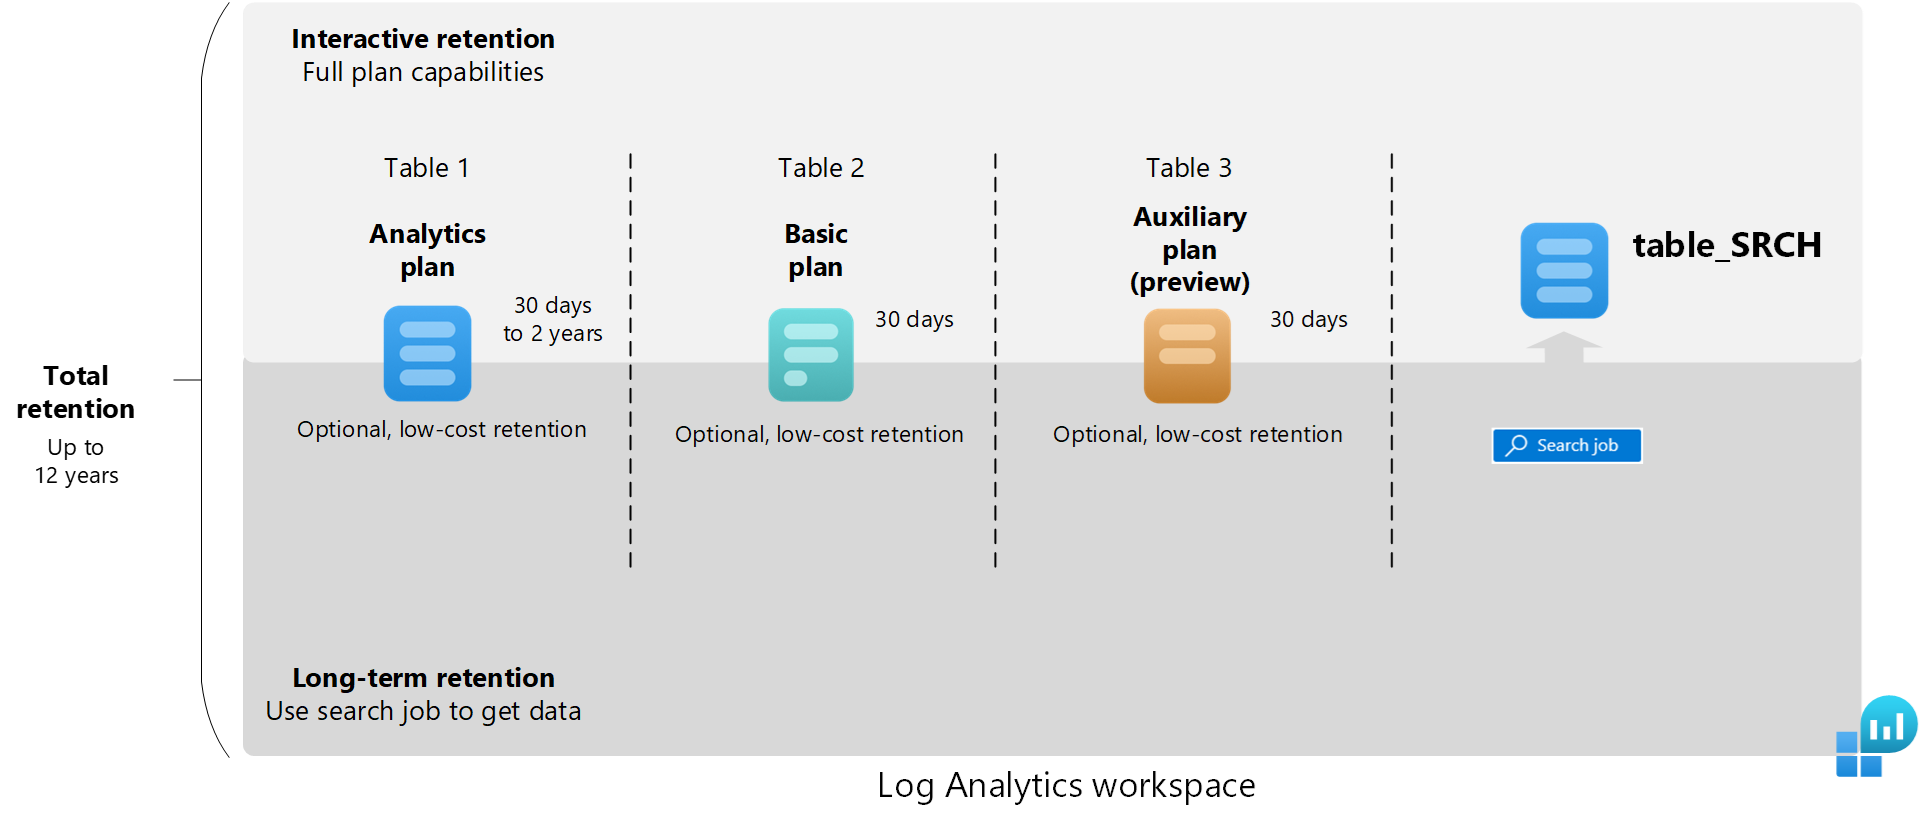 Interactive retention
Full plan capabilities
Table 1
Analytics
plan
30 days
to 2 years
Optional, low-cost retention
Table 2
Basic
plan
30 days
Optional, low-cost retention
Table 3
Auxiliary
plan
(preview)
30 days
Optional, low-cost retention
table_SRCH
Search job
Total
retention
Up to
12 years
Long-term retention
Use search job to get data
Log Analytics workspace